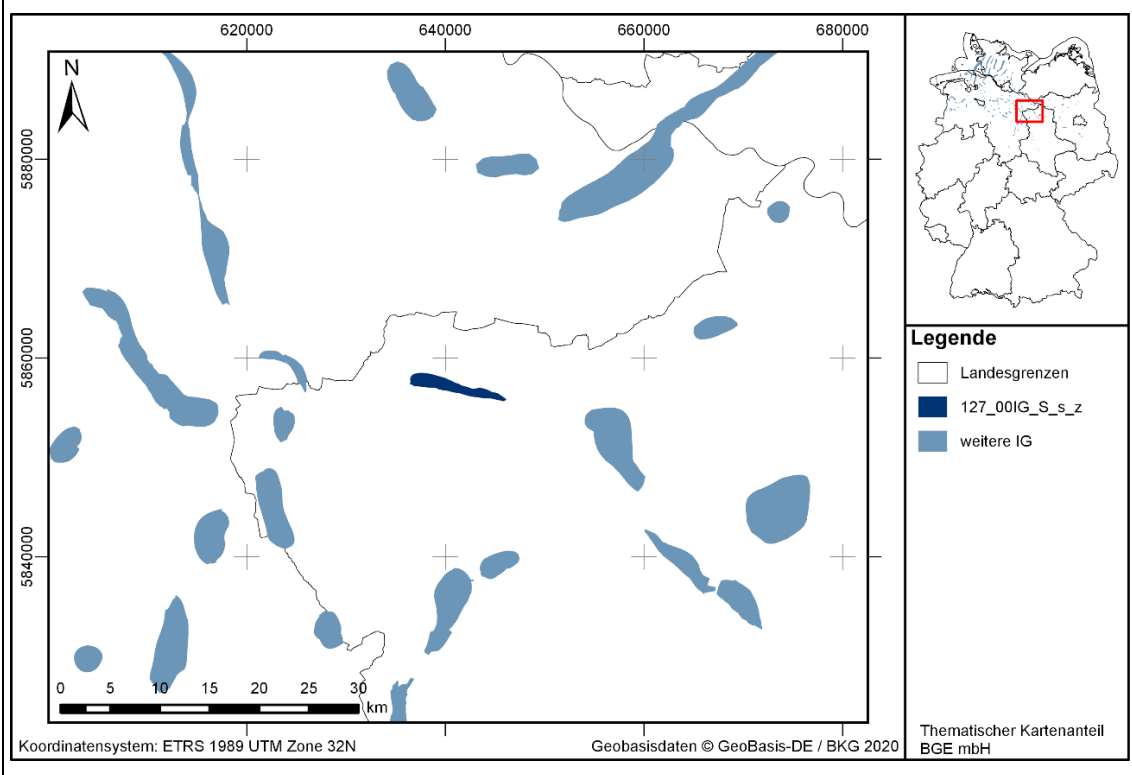 620000 640000 660000 680000
N
5880000
5860000
5840000
0 5 10 15 20 25 30
km
Koordinatensystem: ETRS 1989 UTM Zone 32N
Geobasisdaten © GeoBasis-DE / BKG 2020
Legende
Landesgrenzen
127_00IG_S_s_z
weitere IG
Thematischer Kartenanteil
BGE mbH